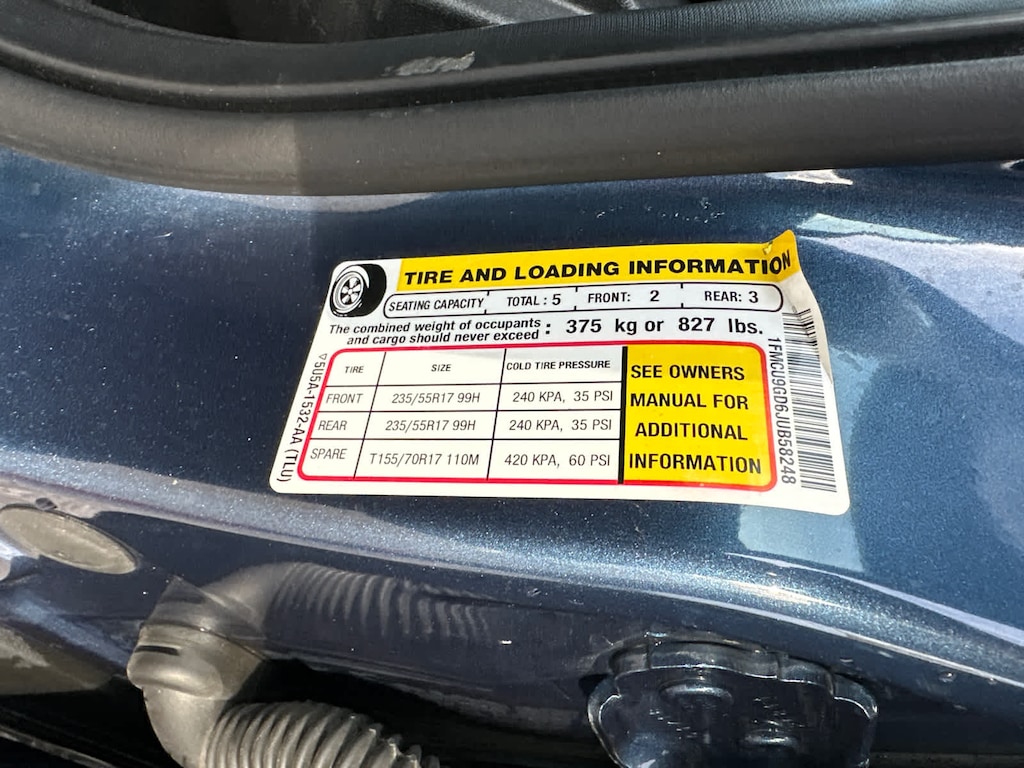 TIRE AND LOADING INFORMATION
SEATING CAPACITY TOTAL : 5 FRONT: 2 REAR: 3
The combined weight of occupants
and cargo should never exceed : 375 kg or 827 lbs.
TIRE SIZE COLD TIRE PRESSURE
FRONT 235/55R17 99H 240 KPA, 35 PSI
REAR 235/55R17 99H 240 KPA, 35 PSI
SPARE T155/70R17 110M 420 KPA, 60 PSI
SEE OWNERS
MANUAL FOR
ADDITIONAL
INFORMATION
▽5U5A-1532-AA (TLU)
1FMCU9GD6JUB58248